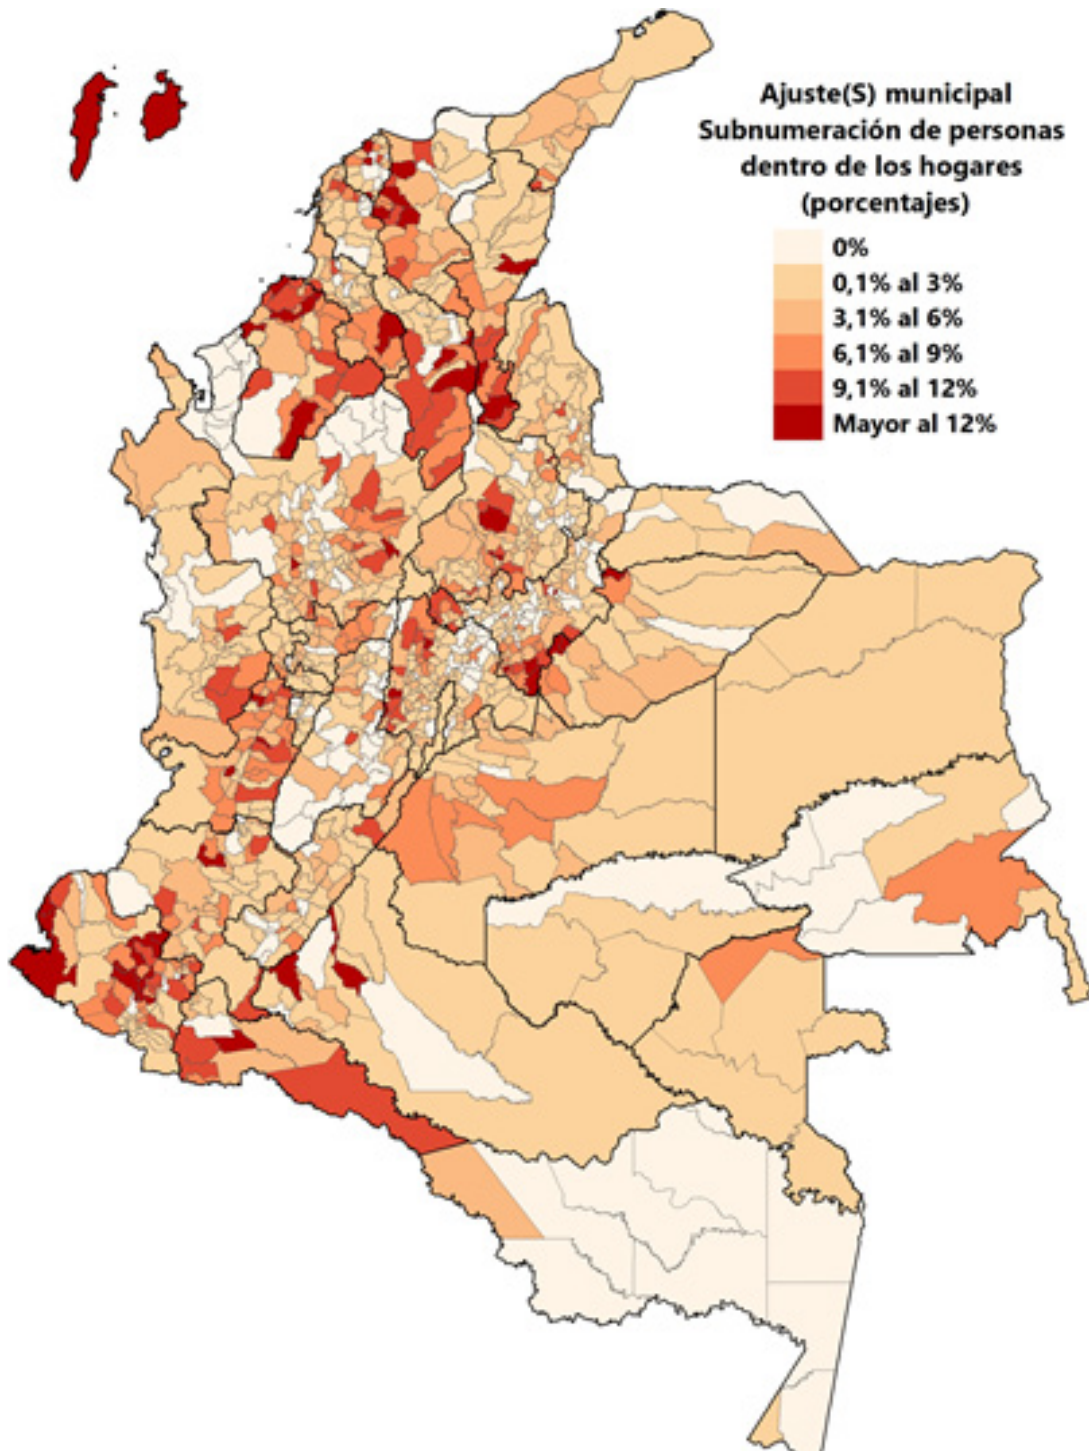 Ajuste(S) municipal
Subnumeración de personas
dentro de los hogares
(porcentajes)
0%
0,1% al 3%
3,1% al 6%
6,1% al 9%
9,1% al 12%
Mayor al 12%